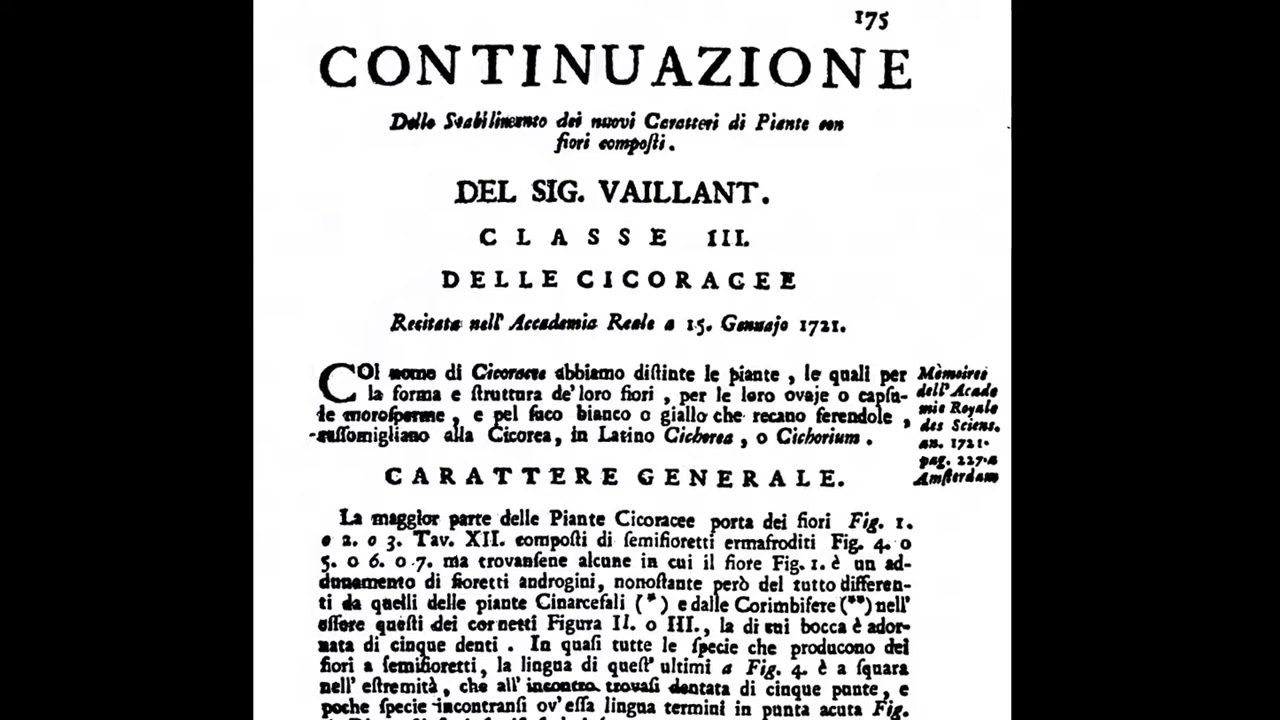 175
CONTINUAZIONE
Dello Stabilimento dei nuovi Caratteri di Piante con
fiori composti.
DEL SIG. VAILLANT.
CLASSE III.
DELLE CICORACEE
Recitata nell' Accademia Reale a 15. Gennajo 1721.
COl nome di Cicoracee abbiamo distinte le piante, le quali per
la forma e struttura de' loro fiori, per le loro ovaje o capsu-
le monosperme, e pel suco bianco o giallo che recano ferendole,
rassomigliano alla Cicorea, in Latino Cichorea, o Cichorium.
Mèmoires
dell' Acade
mie Royale
des Sciens.
an. 1721.
pag. 227. a
Amsterdam
CARATTERE GENERALE.
La maggior parte delle Piante Cicoracee porta dei fiori Fig. 1.
o 2. o 3. Tav. XII. composti di semifioretti ermafroditi Fig. 4. o
5. o 6. o 7. ma trovansene alcune in cui il fiore Fig. 1. è un ad-
dunamento di fioretti androgini, nonostante però del tutto differen-
ti da quelli delle piante Cinarcefali (*) e dalle Corimbifere (**) nell'
essere questi dei cornetti Figura II. o III., la di cui bocca è ador-
nata di cinque denti. In quasi tutte le specie che producono dei
fiori a semifioretti, la lingua di quest' ultimi a Fig. 4. è a squara
nell' estremità, che all' incontro trovasi dentata di cinque punte, e
poche specie incontransi ov' essa lingua termini in punta acuta Fig.